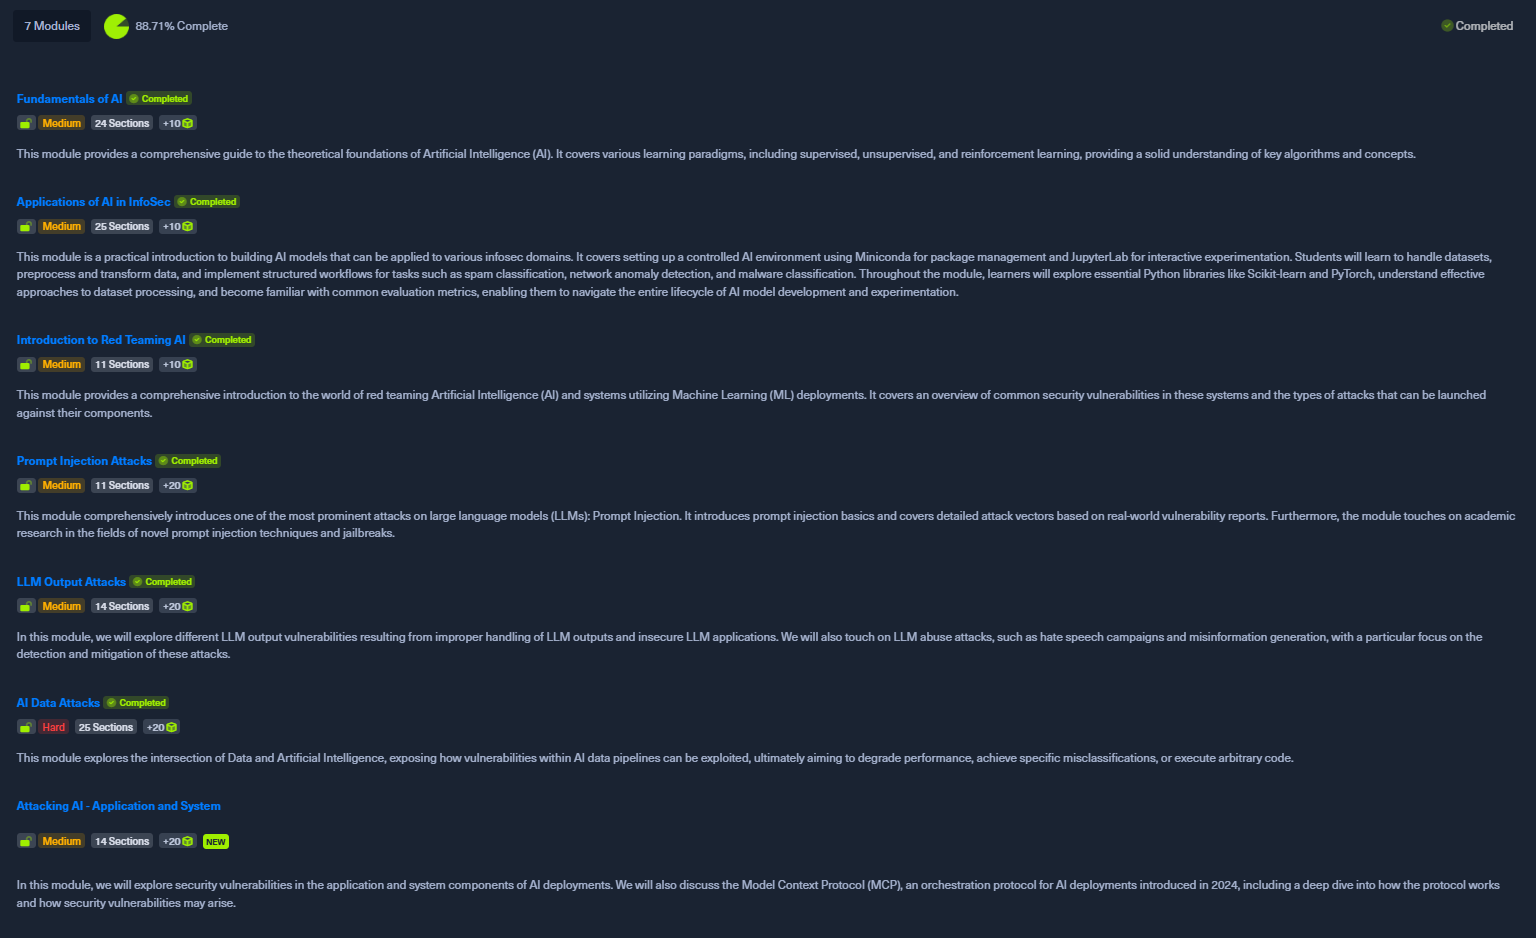 7 Modules 88.71% Complete Completed
Fundamentals of AI Completed
Medium 24 Sections +10
This module provides a comprehensive guide to the theoretical foundations of Artificial Intelligence (AI). It covers various learning paradigms, including supervised, unsupervised, and reinforcement learning, providing a solid understanding of key algorithms and concepts.
Applications of AI in InfoSec Completed
Medium 25 Sections +10
This module is a practical introduction to building AI models that can be applied to various infosec domains. It covers setting up a controlled AI environment using Miniconda for package management and JupyterLab for interactive experimentation. Students will learn to handle datasets,
preprocess and transform data, and implement structured workflows for tasks such as spam classification, network anomaly detection, and malware classification. Throughout the module, learners will explore essential Python libraries like Scikit-learn and PyTorch, understand effective
approaches to dataset processing, and become familiar with common evaluation metrics, enabling them to navigate the entire lifecycle of AI model development and experimentation.
Introduction to Red Teaming AI Completed
Medium 11 Sections +10
This module provides a comprehensive introduction to the world of red teaming Artificial Intelligence (AI) and systems utilizing Machine Learning (ML) deployments. It covers an overview of common security vulnerabilities in these systems and the types of attacks that can be launched
against their components.
Prompt Injection Attacks Completed
Medium 11 Sections +20
This module comprehensively introduces one of the most prominent attacks on large language models (LLMs): Prompt Injection. It introduces prompt injection basics and covers detailed attack vectors based on real-world vulnerability reports. Furthermore, the module touches on academic
research in the fields of novel prompt injection techniques and jailbreaks.
LLM Output Attacks Completed
Medium 14 Sections +20
In this module, we will explore different LLM output vulnerabilities resulting from improper handling of LLM outputs and insecure LLM applications. We will also touch on LLM abuse attacks, such as hate speech campaigns and misinformation generation, with a particular focus on the
detection and mitigation of these attacks.
AI Data Attacks Completed
Hard 25 Sections +20
This module explores the intersection of Data and Artificial Intelligence, exposing how vulnerabilities within AI data pipelines can be exploited, ultimately aiming to degrade performance, achieve specific misclassifications, or execute arbitrary code.
Attacking AI - Application and System
Medium 14 Sections +20 NEW
In this module, we will explore security vulnerabilities in the application and system components of AI deployments. We will also discuss the Model Context Protocol (MCP), an orchestration protocol for AI deployments introduced in 2024, including a deep dive into how the protocol works
and how security vulnerabilities may arise.